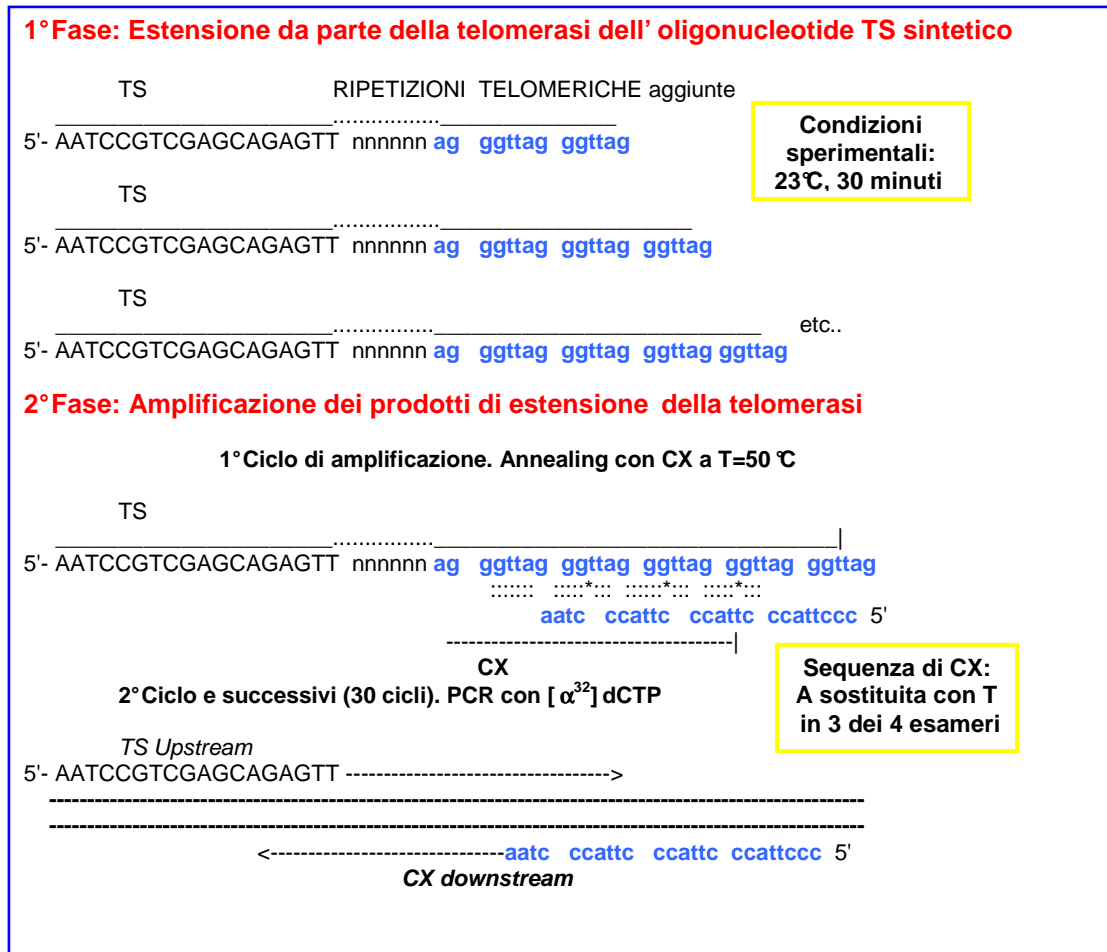 1°Fase: Estensione da parte della telomerasi dell’ oligonucleotide TS sintetico
TS RIPETIZIONI TELOMERICHE aggiunte
5'- AATCCGTCGAGCAGAGTT nnnnnn ag ggttag ggttag
Condizioni
sperimentali:
23°C, 30 minuti
TS
5'- AATCCGTCGAGCAGAGTT nnnnnn ag ggttag ggttag ggttag
TS
etc..
5'- AATCCGTCGAGCAGAGTT nnnnnn ag ggttag ggttag ggttag ggttag
2°Fase: Amplificazione dei prodotti di estensione della telomerasi
1°Ciclo di amplificazione. Annealing con CX a T=50 °C
TS
5'- AATCCGTCGAGCAGAGTT nnnnnn ag ggttag ggttag ggttag ggttag ggttag
::::::: :::::*::: ::::::*::: :::::*:::
aatc ccattc ccattc ccattccc 5'
CX
2°Ciclo e successivi (30 cicli). PCR con [ α32] dCTP
Sequenza di CX:
A sostituita con T
in 3 dei 4 esameri
TS Upstream
5'- AATCCGTCGAGCAGAGTT ----------------------------------->
<------------------------------aatc ccattc ccattc ccattccc 5'
CX downstream